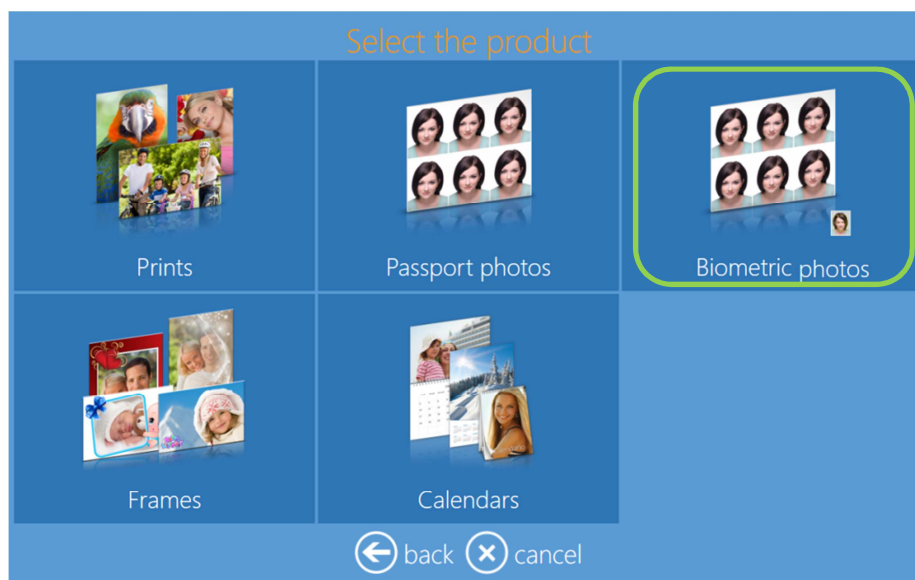 Select the product
Prints
Passport photos
Biometric photos
Frames
Calendars
back
cancel